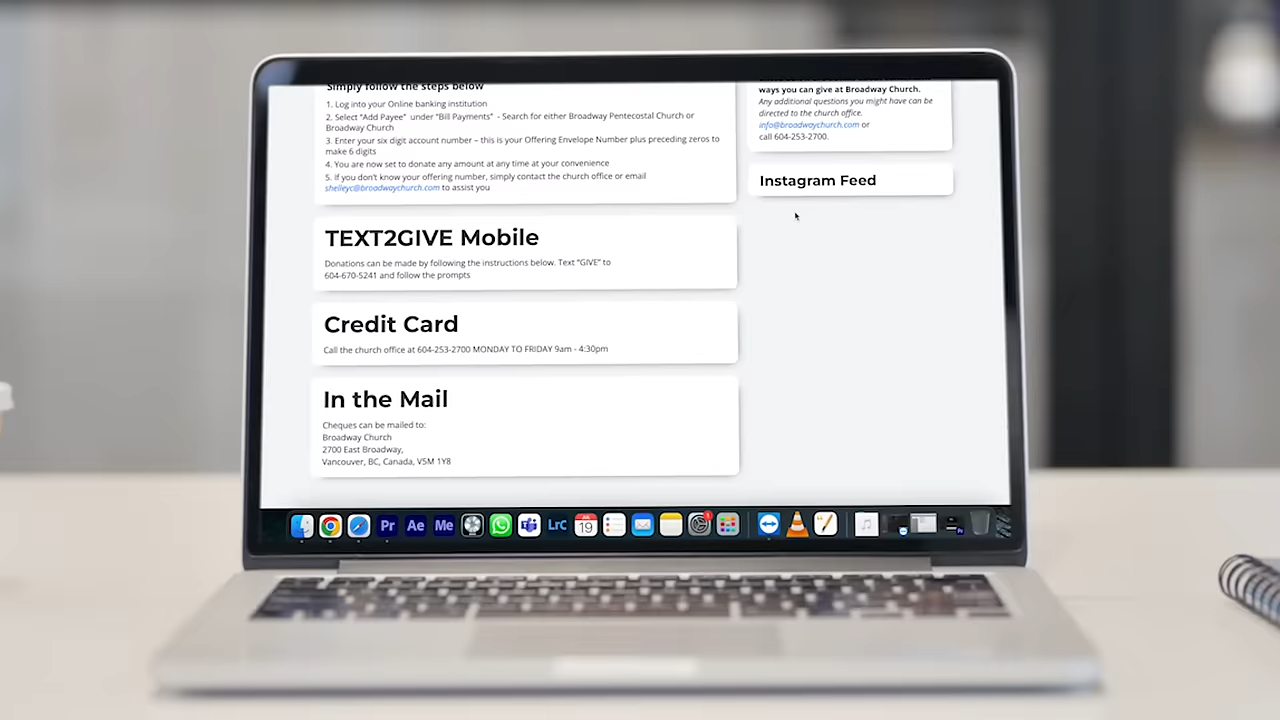 Simply follow the steps below
1. Log into your Online banking institution
2. Select "Add Payee" under "Bill Payments" - Search for either Broadway Pentecostal Church or
Broadway Church
3. Enter your six digit account number – this is your Offering Envelope Number plus preceding zeros to
make 6 digits
4. You are now set to donate any amount at any time at your convenience
5. If you don't know your offering number, simply contact the church office or email
shelleyc@broadwaychurch.com to assist you
TEXT2GIVE Mobile
Donations can be made by following the instructions below. Text "GIVE" to
604-670-5241 and follow the prompts
Credit Card
Call the church office at 604-253-2700 MONDAY TO FRIDAY 9am - 4:30pm
In the Mail
Cheques can be mailed to:
Broadway Church
2700 East Broadway,
Vancouver, BC, Canada, V5M 1Y8
ways you can give at Broadway Church.
Any additional questions you might have can be
directed to the church office.
info@broadwaychurch.com or
call 604-253-2700.
Instagram Feed
Pr Ae Me LrC 19 1